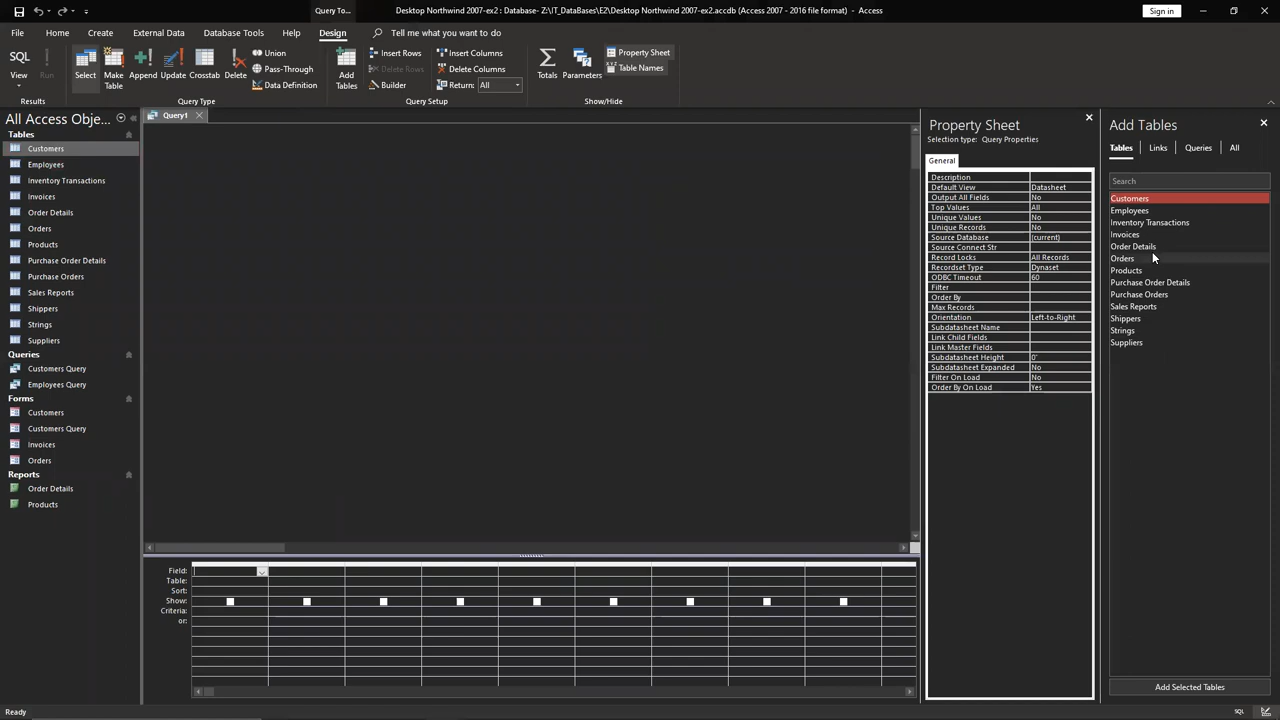 Query To...
Desktop Northwind 2007-ex2 : Database- Z:\IT_DataBases\EZ\Desktop Northwind 2007-ex2.accdb (Access 2007 - 2016 file format) - Access
Sign in
File Home Create External Data Database Tools Help Design Tell me what you want to do
SQL View
Run
Select
Make Table
Append
Update
Crosstab
Delete
Union
Pass-Through
Data Definition
Add Tables
Insert Rows
Delete Rows
Builder
Insert Columns
Delete Columns
Return: All
Totals
Parameters
Property Sheet
Table Names
Results
Query Type
Query Setup
Show/Hide
All Access Obje...
Tables
Customers
Employees
Inventory Transactions
Invoices
Order Details
Orders
Products
Purchase Order Details
Purchase Orders
Sales Reports
Shippers
Strings
Suppliers
Queries
Customers Query
Employees Query
Forms
Customers
Customers Query
Invoices
Orders
Reports
Order Details
Products
Query1
Field:
Table:
Sort:
Show:
Criteria:
or:
Property Sheet
Selection type: Query Properties
General
Description
Default View Datasheet
Output All Fields No
Top Values All
Unique Values No
Unique Records No
Source Database (current)
Source Connect Str
Record Locks All Records
Recordset Type Dynaset
ODBC Timeout 60
Filter
Order By
Max Records
Orientation Left-to-Right
Subdatasheet Name
Link Child Fields
Link Master Fields
Subdatasheet Height 0"
Subdatasheet Expanded No
Filter On Load No
Order By On Load Yes
Add Tables
Tables Links Queries All
Search
Customers
Employees
Inventory Transactions
Invoices
Order Details
Orders
Products
Purchase Order Details
Purchase Orders
Sales Reports
Shippers
Strings
Suppliers
Add Selected Tables
Ready
SQL